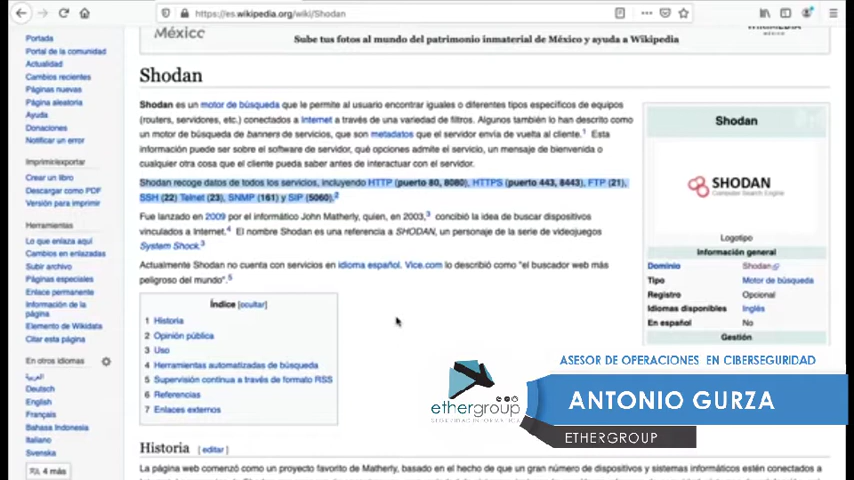 https://es.wikipedia.org/wiki/Shodan
México
Sube tus fotos al mundo del patrimonio inmaterial de México y ayuda a Wikipedia
WIKIMEDIA
MÉXICO
Portada
Portal de la comunidad
Actualidad
Cambios recientes
Páginas nuevas
Página aleatoria
Ayuda
Donaciones
Notificar un error
Imprimir/exportar
Crear un libro
Descargar como PDF
Versión para imprimir
Herramientas
Lo que enlaza aquí
Cambios en enlazadas
Subir archivo
Páginas especiales
Enlace permanente
Información de la
página
Elemento de Wikidata
Citar esta página
En otros idiomas
العربية
Deutsch
English
Français
Bahasa Indonesia
Italiano
Svenska
4 más
Shodan
Shodan es un motor de búsqueda que le permite al usuario encontrar iguales o diferentes tipos específicos de equipos
(routers, servidores, etc.) conectados a Internet a través de una variedad de filtros. Algunos también lo han descrito como
un motor de búsqueda de banners de servicios, que son metadatos que el servidor envía de vuelta al cliente.1 Esta
información puede ser sobre el software de servidor, qué opciones admite el servicio, un mensaje de bienvenida o
cualquier otra cosa que el cliente pueda saber antes de interactuar con el servidor.
Shodan recoge datos de todos los servicios, incluyendo HTTP (puerto 80, 8080), HTTPS (puerto 443, 8443), FTP (21),
SSH (22) Telnet (23), SNMP (161) y SIP (5060).2
Fue lanzado en 2009 por el informático John Matherly, quien, en 2003,3 concibió la idea de buscar dispositivos
vinculados a Internet.4 El nombre Shodan es una referencia a SHODAN, un personaje de la serie de videojuegos
System Shock.3
Actualmente Shodan no cuenta con servicios en idioma español. Vice.com lo describió como "el buscador web más
peligroso del mundo".5
Índice [ocultar]
1 Historia
2 Opinión pública
3 Uso
4 Herramientas automatizadas de búsqueda
5 Supervisión continua a través de formato RSS
6 Referencias
7 Enlaces externos
Historia [editar]
La página web comenzó como un proyecto favorito de Matherly, basado en el hecho de que un gran número de dispositivos y sistemas informáticos estén conectados a
Shodan
SHODAN
Computer Search Engine
Logotipo
Información general
Dominio Shodan
Tipo Motor de búsqueda
Registro Opcional
Idiomas disponibles Inglés
En español No
Gestión
ASESOR DE OPERACIONES EN CIBERSEGURIDAD
ANTONIO GURZA
ETHERGROUP
ethergroup
SEGURIDAD INFORMÁTICA